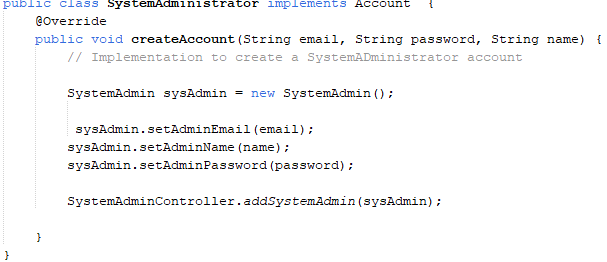 public class SystemAdministrator implements Account {
@Override
public void createAccount(String email, String password, String name) {
// Implementation to create a SystemADministrator account
SystemAdmin sysAdmin = new SystemAdmin();
sysAdmin.setAdminEmail(email);
sysAdmin.setAdminName(name);
sysAdmin.setAdminPassword(password);
SystemAdminController.addSystemAdmin(sysAdmin);
}
}